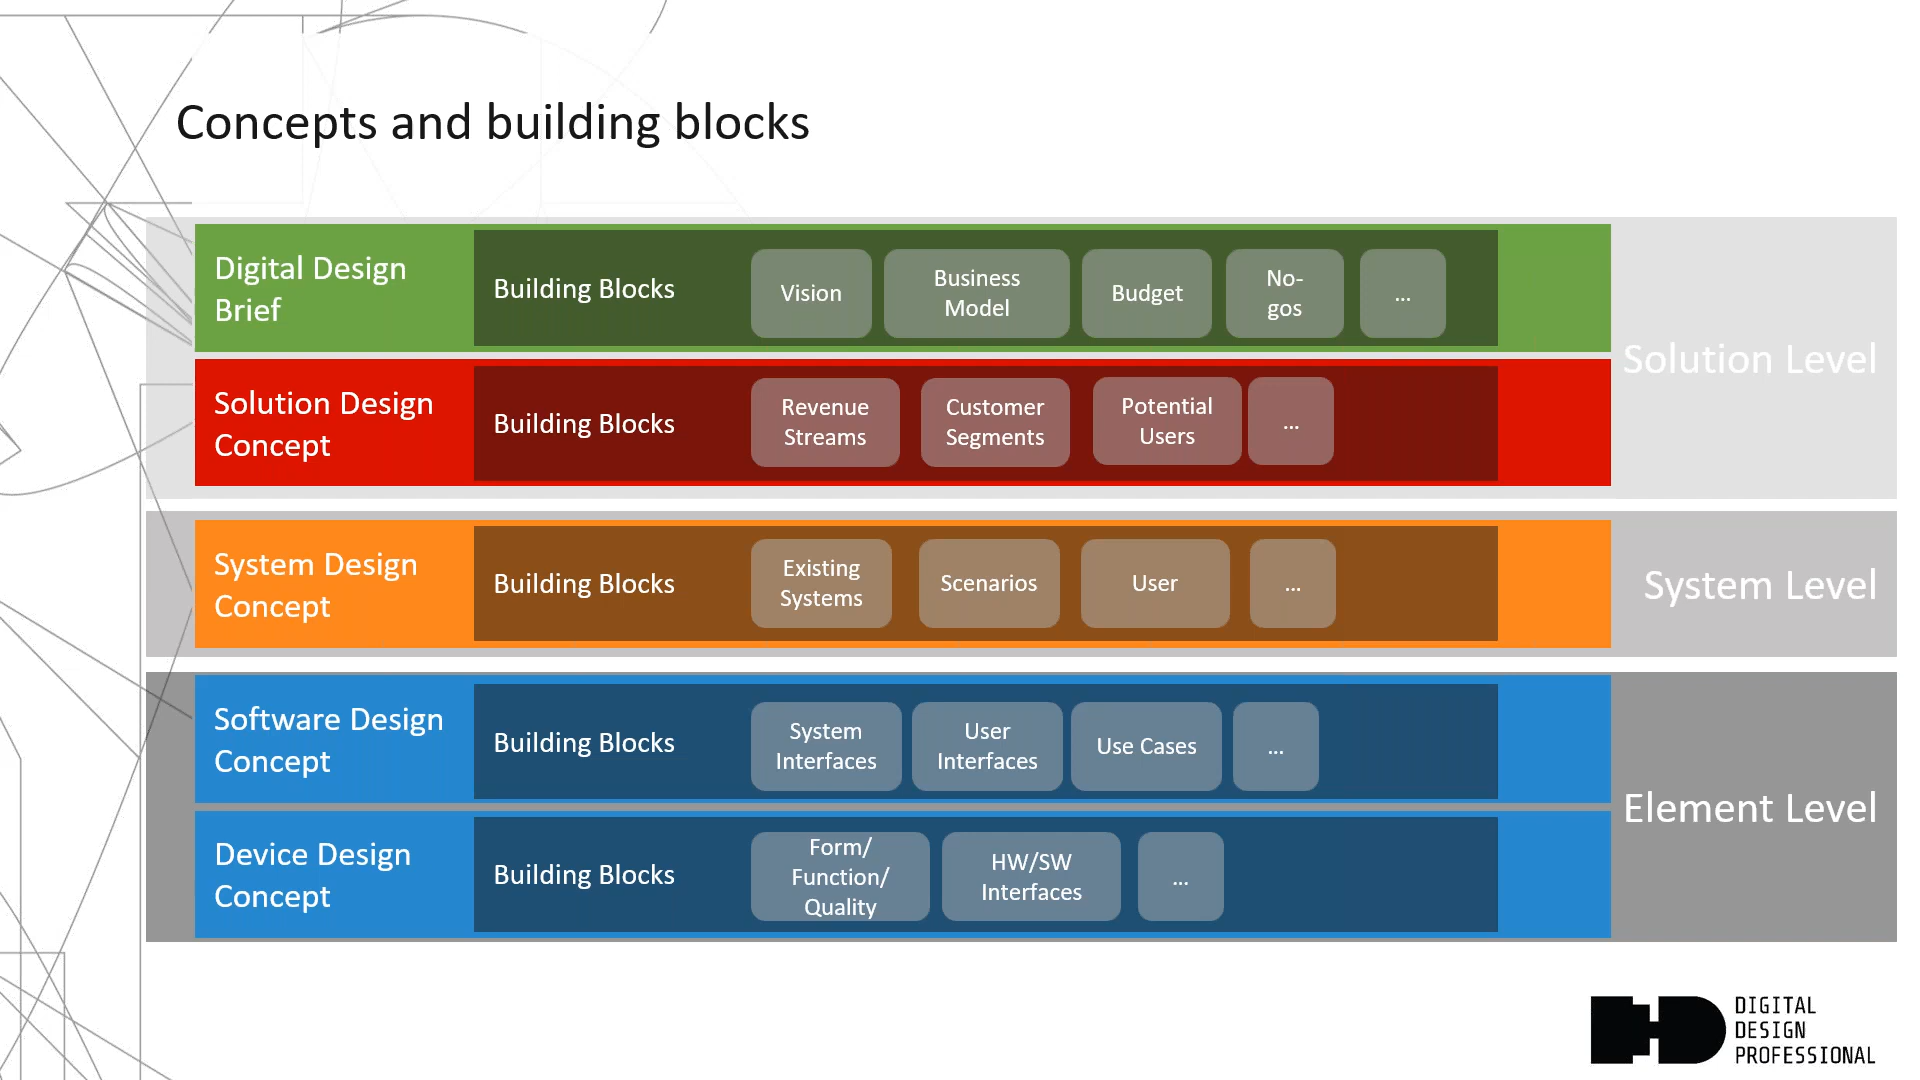 Concepts and building blocks
Digital Design
Brief
Building Blocks
Vision
Business
Model
Budget
No-
gos
...
Solution Design
Concept
Building Blocks
Revenue
Streams
Customer
Segments
Potential
Users
...
Solution Level
System Design
Concept
Building Blocks
Existing
Systems
Scenarios
User
...
System Level
Software Design
Concept
Building Blocks
System
Interfaces
User
Interfaces
Use Cases
...
Device Design
Concept
Building Blocks
Form/
Function/
Quality
HW/SW
Interfaces
...
Element Level
DIGITAL
DESIGN
PROFESSIONAL